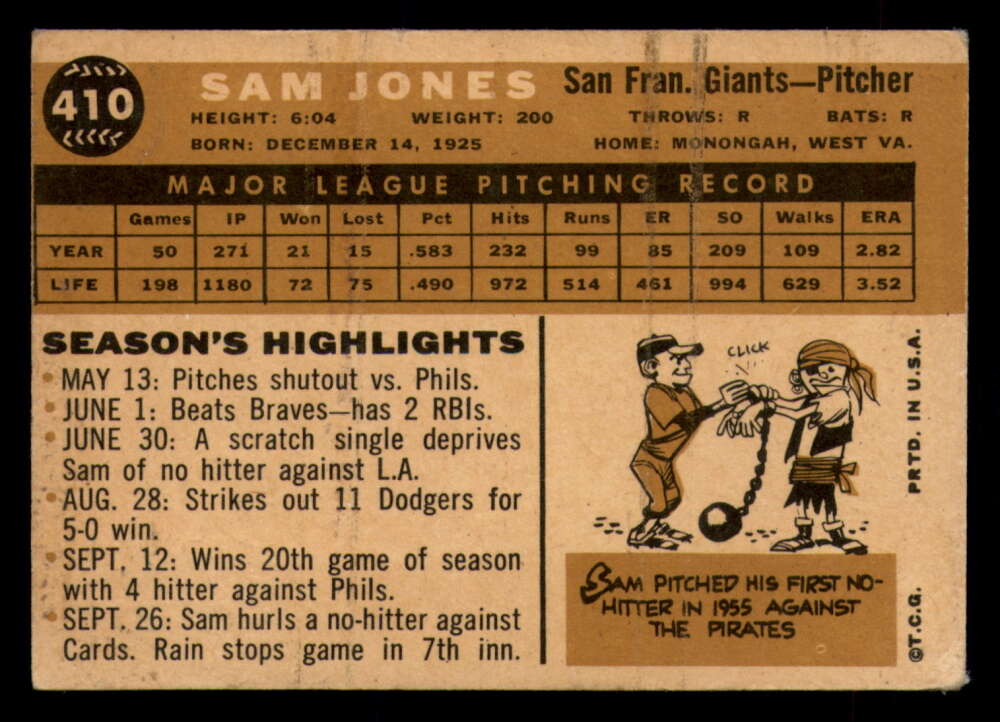 410
SAM JONES San Fran. Giants—Pitcher
HEIGHT: 6:04 WEIGHT: 200 THROWS: R BATS: R
BORN: DECEMBER 14, 1925 HOME: MONONGAH, WEST VA.
MAJOR LEAGUE PITCHING RECORD
Games IP Won Lost Pct Hits Runs ER SO Walks ERA
YEAR 50 271 21 15 .583 232 99 85 209 109 2.82
LIFE 198 1180 72 75 .490 972 514 461 994 629 3.52
SEASON'S HIGHLIGHTS
• MAY 13: Pitches shutout vs. Phils.
• JUNE 1: Beats Braves—has 2 RBIs.
• JUNE 30: A scratch single deprives
Sam of no hitter against L.A.
• AUG. 28: Strikes out 11 Dodgers for
5-0 win.
• SEPT. 12: Wins 20th game of season
with 4 hitter against Phils.
• SEPT. 26: Sam hurls a no-hitter against
Cards. Rain stops game in 7th inn.
CLICK
SAM PITCHED HIS FIRST NO-
HITTER IN 1955 AGAINST
THE PIRATES
©T.C.G. PRTD. IN U.S.A.